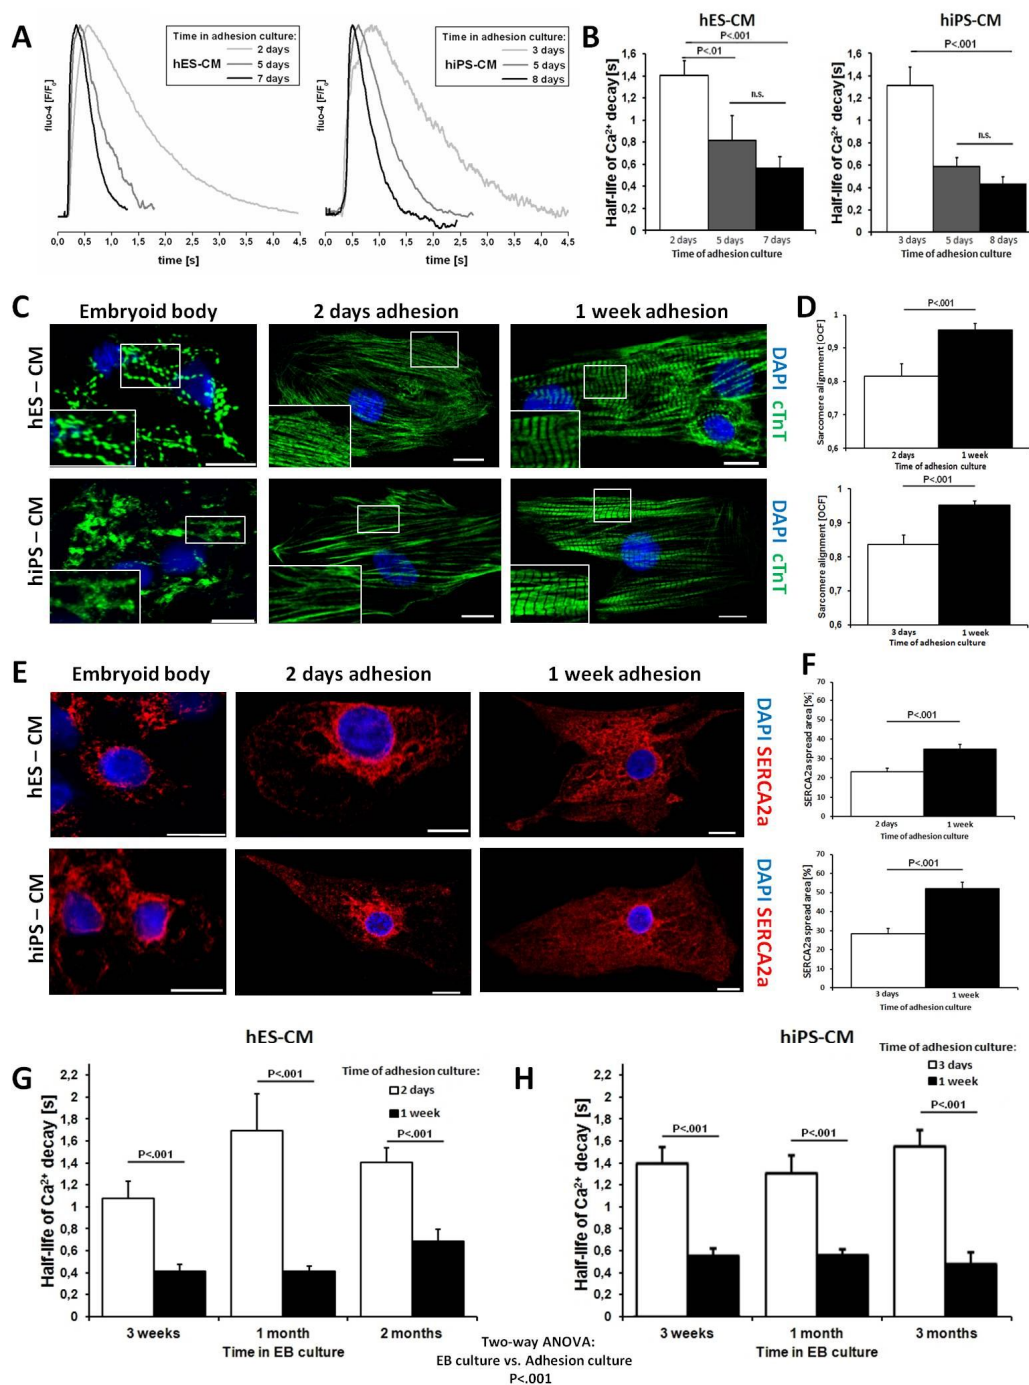 A
Time in adhesion culture:
hES-CM
2 days
5 days
7 days
fluo-4 [F/F₀]
0,0 0,5 1,0 1,5 2,0 2,5 3,0 3,5 4,0 4,5
time [s]
Time in adhesion culture:
hiPS-CM
3 days
5 days
8 days
fluo-4 [F/F₀]
0,0 0,5 1,0 1,5 2,0 2,5 3,0 3,5 4,0 4,5
time [s]
B
hES-CM
P<.001
P<.01
n.s.
Half-life of Ca²⁺ decay[s]
1,6
1,4
1,2
1
0,8
0,6
0,4
0,2
0
2 days 5 days 7 days
Time of adhesion culture
hiPS-CM
P<.001
n.s.
Half-life of Ca²⁺ decay[s]
1,6
1,4
1,2
1
0,8
0,6
0,4
0,2
0
3 days 5 days 8 days
Time of adhesion culture
C
Embryoid body 2 days adhesion 1 week adhesion
hES – CM
DAPI cTnT
hiPS – CM
DAPI cTnT
D
P<.001
Sarcomere alignment [OCF]
1
0,9
0,8
0,7
0,6
2 days 1 week
Time of adhesion culture
P<.001
Sarcomere alignment [OCF]
1
0,9
0,8
0,7
0,6
3 days 1 week
Time of adhesion culture
E
Embryoid body 2 days adhesion 1 week adhesion
hES – CM
DAPI SERCA2a
hiPS – CM
DAPI SERCA2a
F
P<.001
SERCA2a spread area [%]
70
60
50
40
30
20
10
0
2 days 1 week
Time of adhesion culture
P<.001
SERCA2a spread area [%]
70
60
50
40
30
20
10
0
3 days 1 week
Time of adhesion culture
G
hES-CM
Time of adhesion culture:
2 days
1 week
P<.001
P<.001
P<.001
Half-life of Ca²⁺ decay [s]
2,2
2
1,8
1,6
1,4
1,2
1
0,8
0,6
0,4
0,2
0
3 weeks 1 month 2 months
Time in EB culture
H
hiPS-CM
Time of adhesion culture:
3 days
1 week
P<.001
P<.001
P<.001
Half-life of Ca²⁺ decay [s]
2,2
2
1,8
1,6
1,4
1,2
1
0,8
0,6
0,4
0,2
0
3 weeks 1 month 3 months
Time in EB culture
Two-way ANOVA:
EB culture vs. Adhesion culture
P<.001